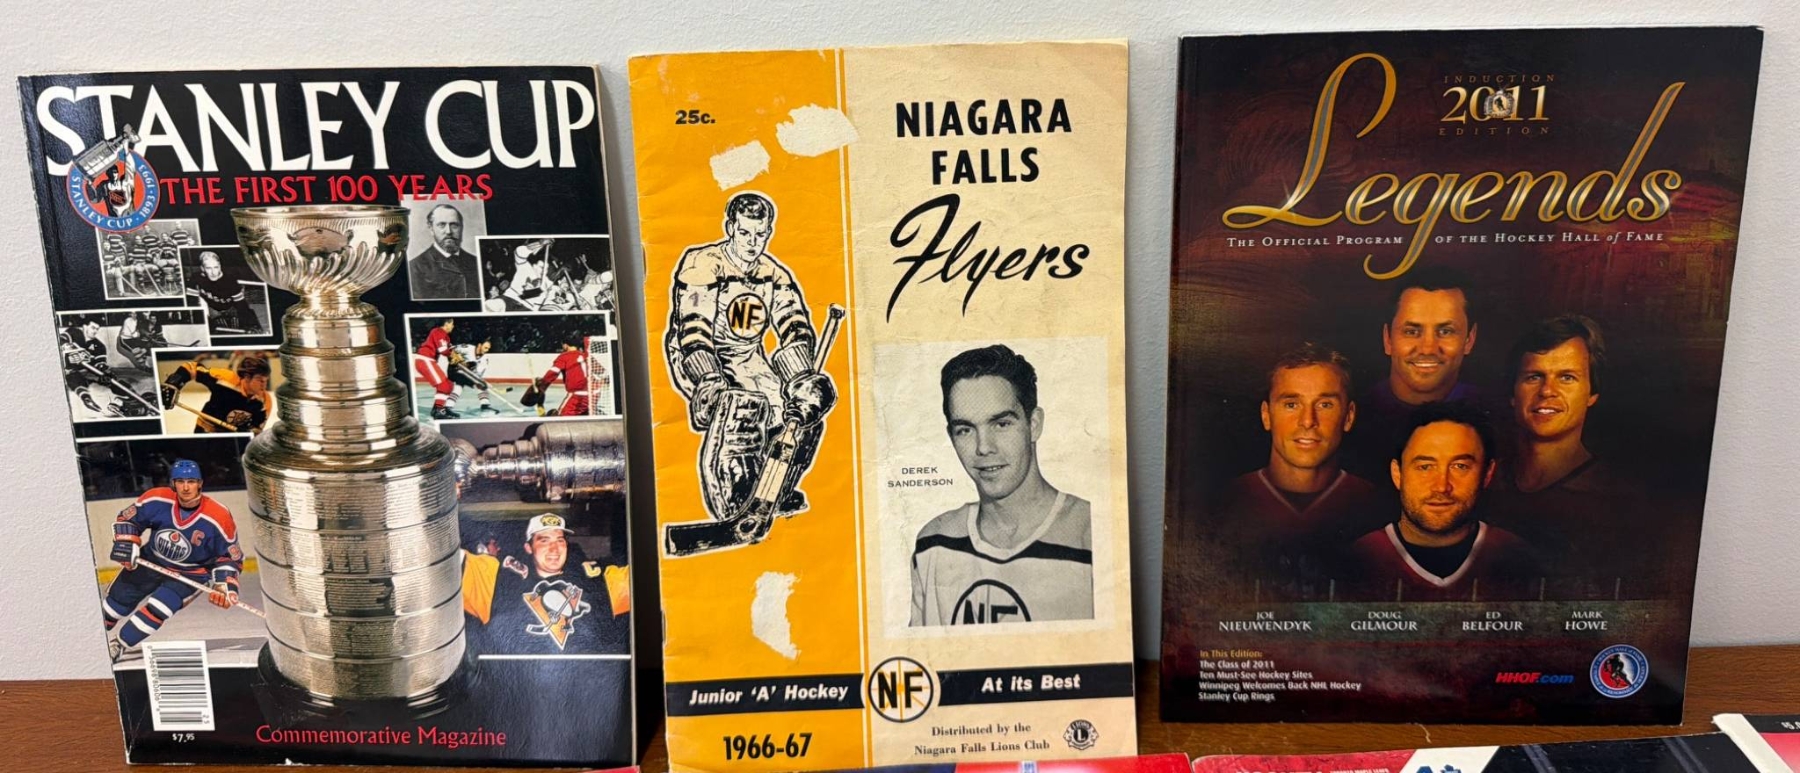 STANLEY CUP
THE FIRST 100 YEARS
STANLEY CUP · 1893 · 1993
OILERS
C
$7.95
Commemorative Magazine
25c.
NIAGARA
FALLS
Flyers
NF
DEREK
SANDERSON
NF
Junior 'A' Hockey
NF
At its Best
1966-67
Distributed by the
Niagara Falls Lions Club
LIONS
INDUCTION
2011
EDITION
Legends
THE OFFICIAL PROGRAM OF THE HOCKEY HALL of FAME
JOE
NIEUWENDYK
DOUG
GILMOUR
ED
BELFOUR
MARK
HOWE
In This Edition:
The Class of 2011
Ten Must-See Hockey Sites
Winnipeg Welcomes Back NHL Hockey
Stanley Cup Rings
HHOF.com